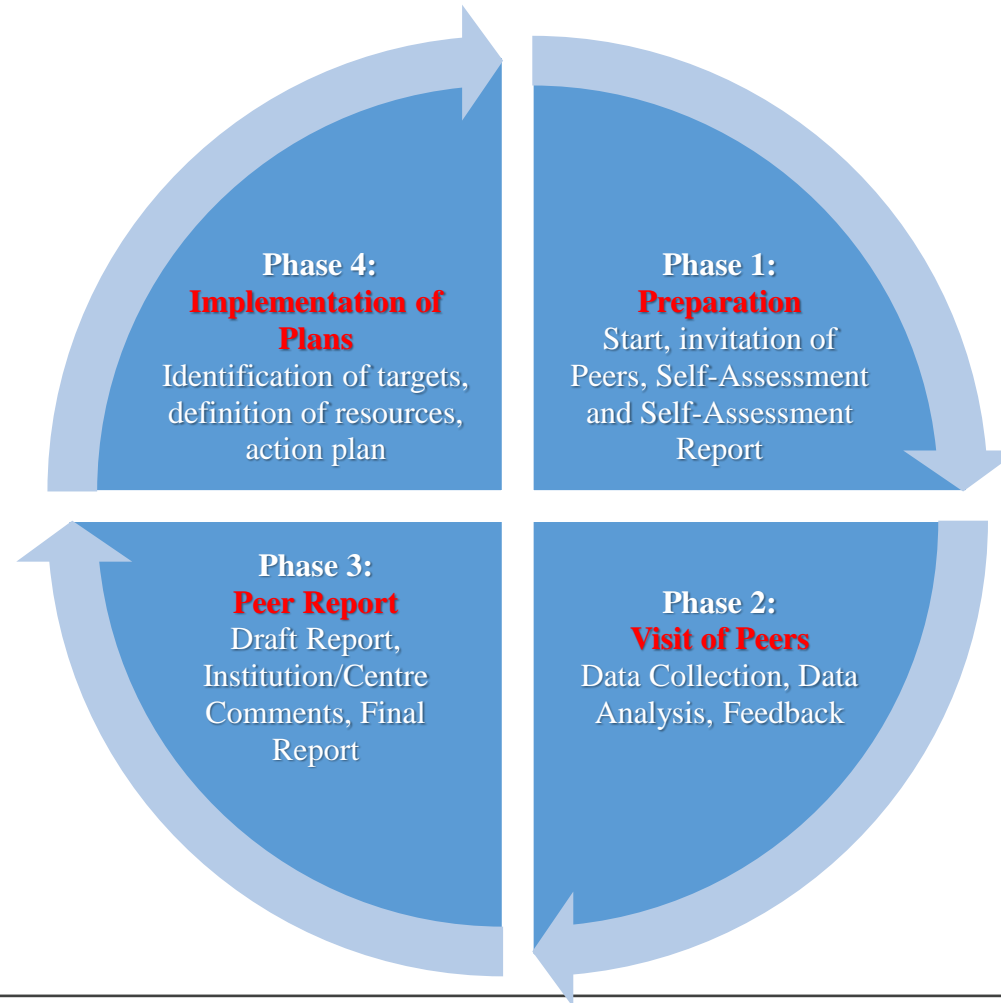 Phase 4:
Implementation of
Plans
Identification of targets,
definition of resources,
action plan
Phase 1:
Preparation
Start, invitation of
Peers, Self-Assessment
and Self-Assessment
Report
Phase 3:
Peer Report
Draft Report,
Institution/Centre
Comments, Final
Report
Phase 2:
Visit of Peers
Data Collection, Data
Analysis, Feedback